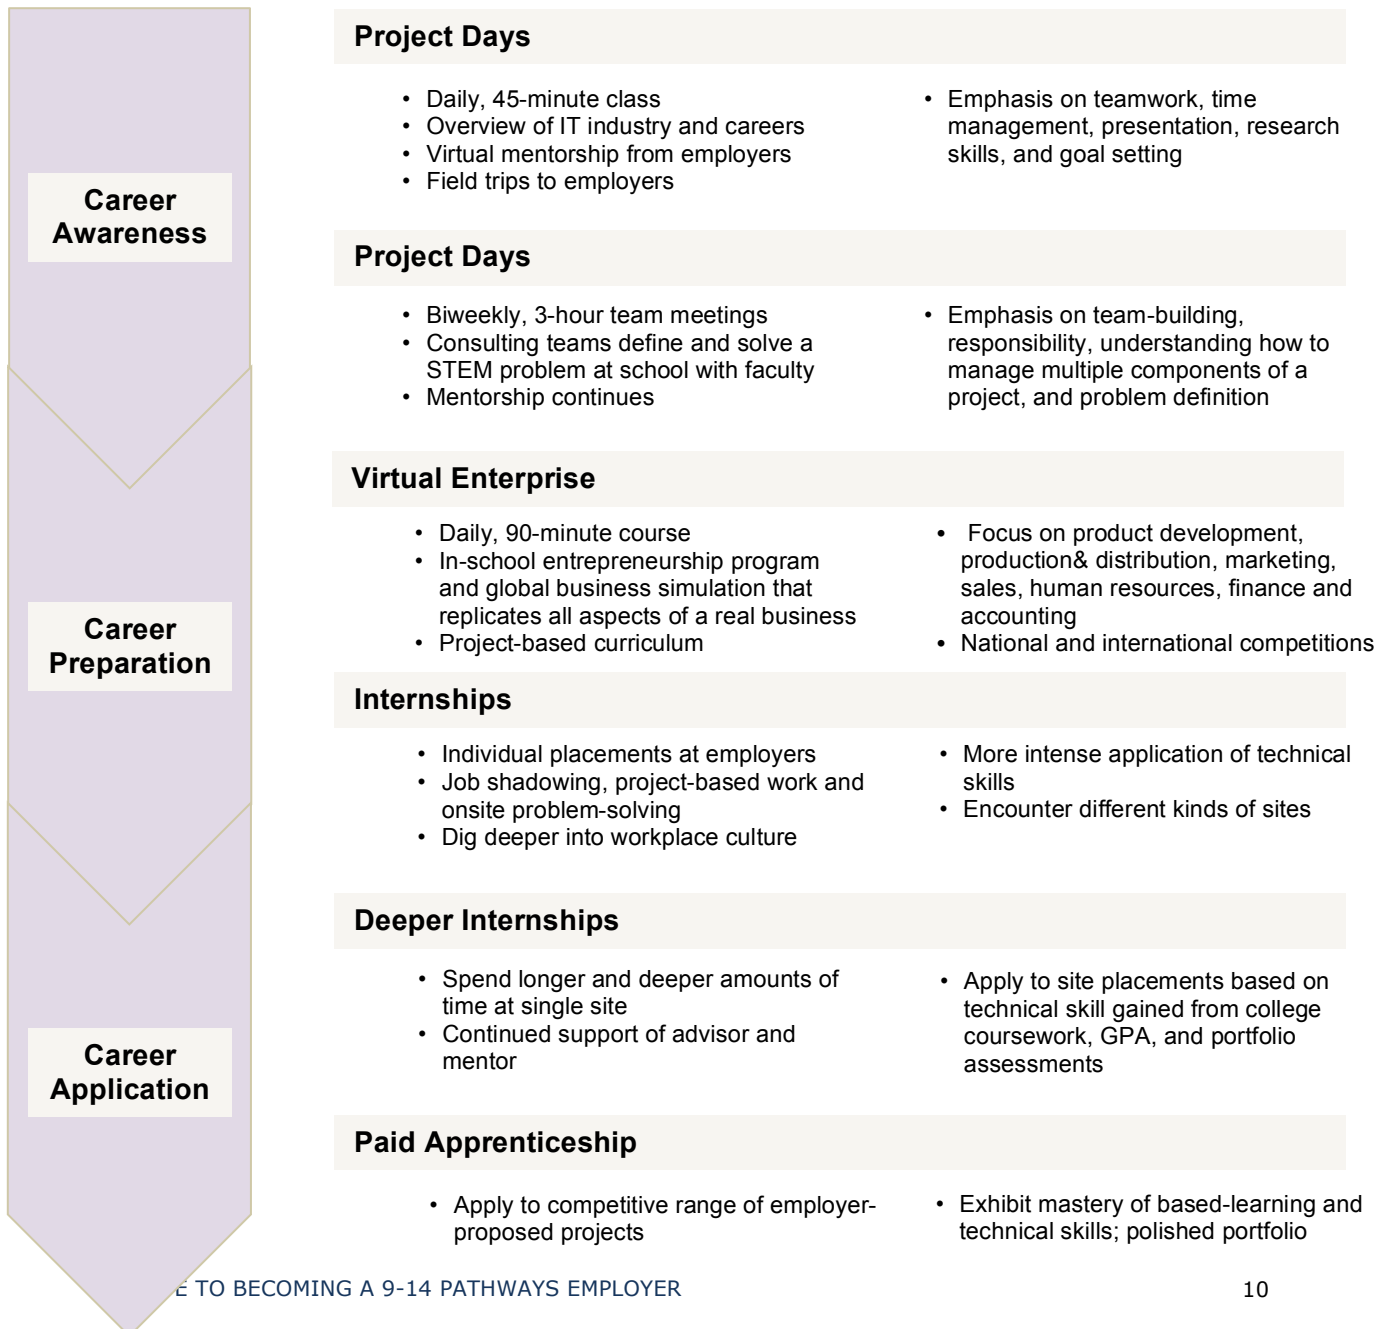 Project Days
• Daily, 45-minute class
• Overview of IT industry and careers
• Virtual mentorship from employers
• Field trips to employers
• Emphasis on teamwork, time
management, presentation, research
skills, and goal setting
Career
Awareness
Project Days
• Biweekly, 3-hour team meetings
• Consulting teams define and solve a
STEM problem at school with faculty
• Mentorship continues
• Emphasis on team-building,
responsibility, understanding how to
manage multiple components of a
project, and problem definition
Virtual Enterprise
• Daily, 90-minute course
• In-school entrepreneurship program
and global business simulation that
replicates all aspects of a real business
• Project-based curriculum
• Focus on product development,
production& distribution, marketing,
sales, human resources, finance and
accounting
• National and international competitions
Career
Preparation
Internships
• Individual placements at employers
• Job shadowing, project-based work and
onsite problem-solving
• Dig deeper into workplace culture
• More intense application of technical
skills
• Encounter different kinds of sites
Deeper Internships
• Spend longer and deeper amounts of
time at single site
• Continued support of advisor and
mentor
• Apply to site placements based on
technical skill gained from college
coursework, GPA, and portfolio
assessments
Career
Application
Paid Apprenticeship
• Apply to competitive range of employer-
proposed projects
• Exhibit mastery of based-learning and
technical skills; polished portfolio
TO BECOMING A 9-14 PATHWAYS EMPLOYER
10